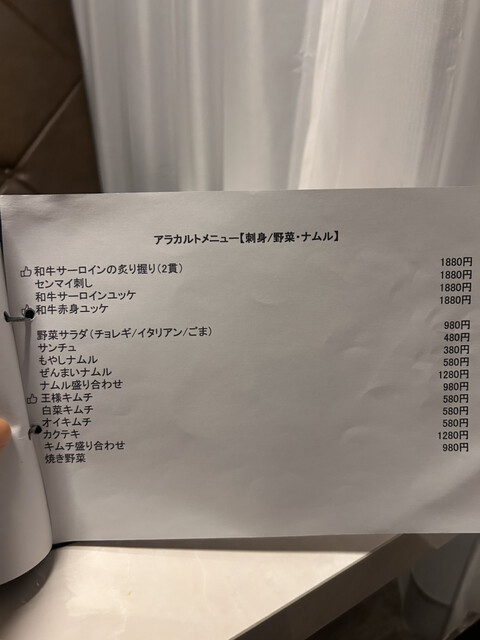 アラカルトメニュー【刺身/野菜・ナムル】
和牛サーロインの炙り握り(2貫) 1880円
センマイ刺し 1880円
和牛サーロインユッケ 1880円
和牛赤身ユッケ 1880円
野菜サラダ(チョレギ/イタリアン/ごま) 980円
サンチュ 480円
もやしナムル 380円
ぜんまいナムル 580円
ナムル盛り合わせ 1280円
王様キムチ 980円
白菜キムチ 580円
オイキムチ 580円
カクテキ 580円
キムチ盛り合わせ 1280円
焼き野菜 980円